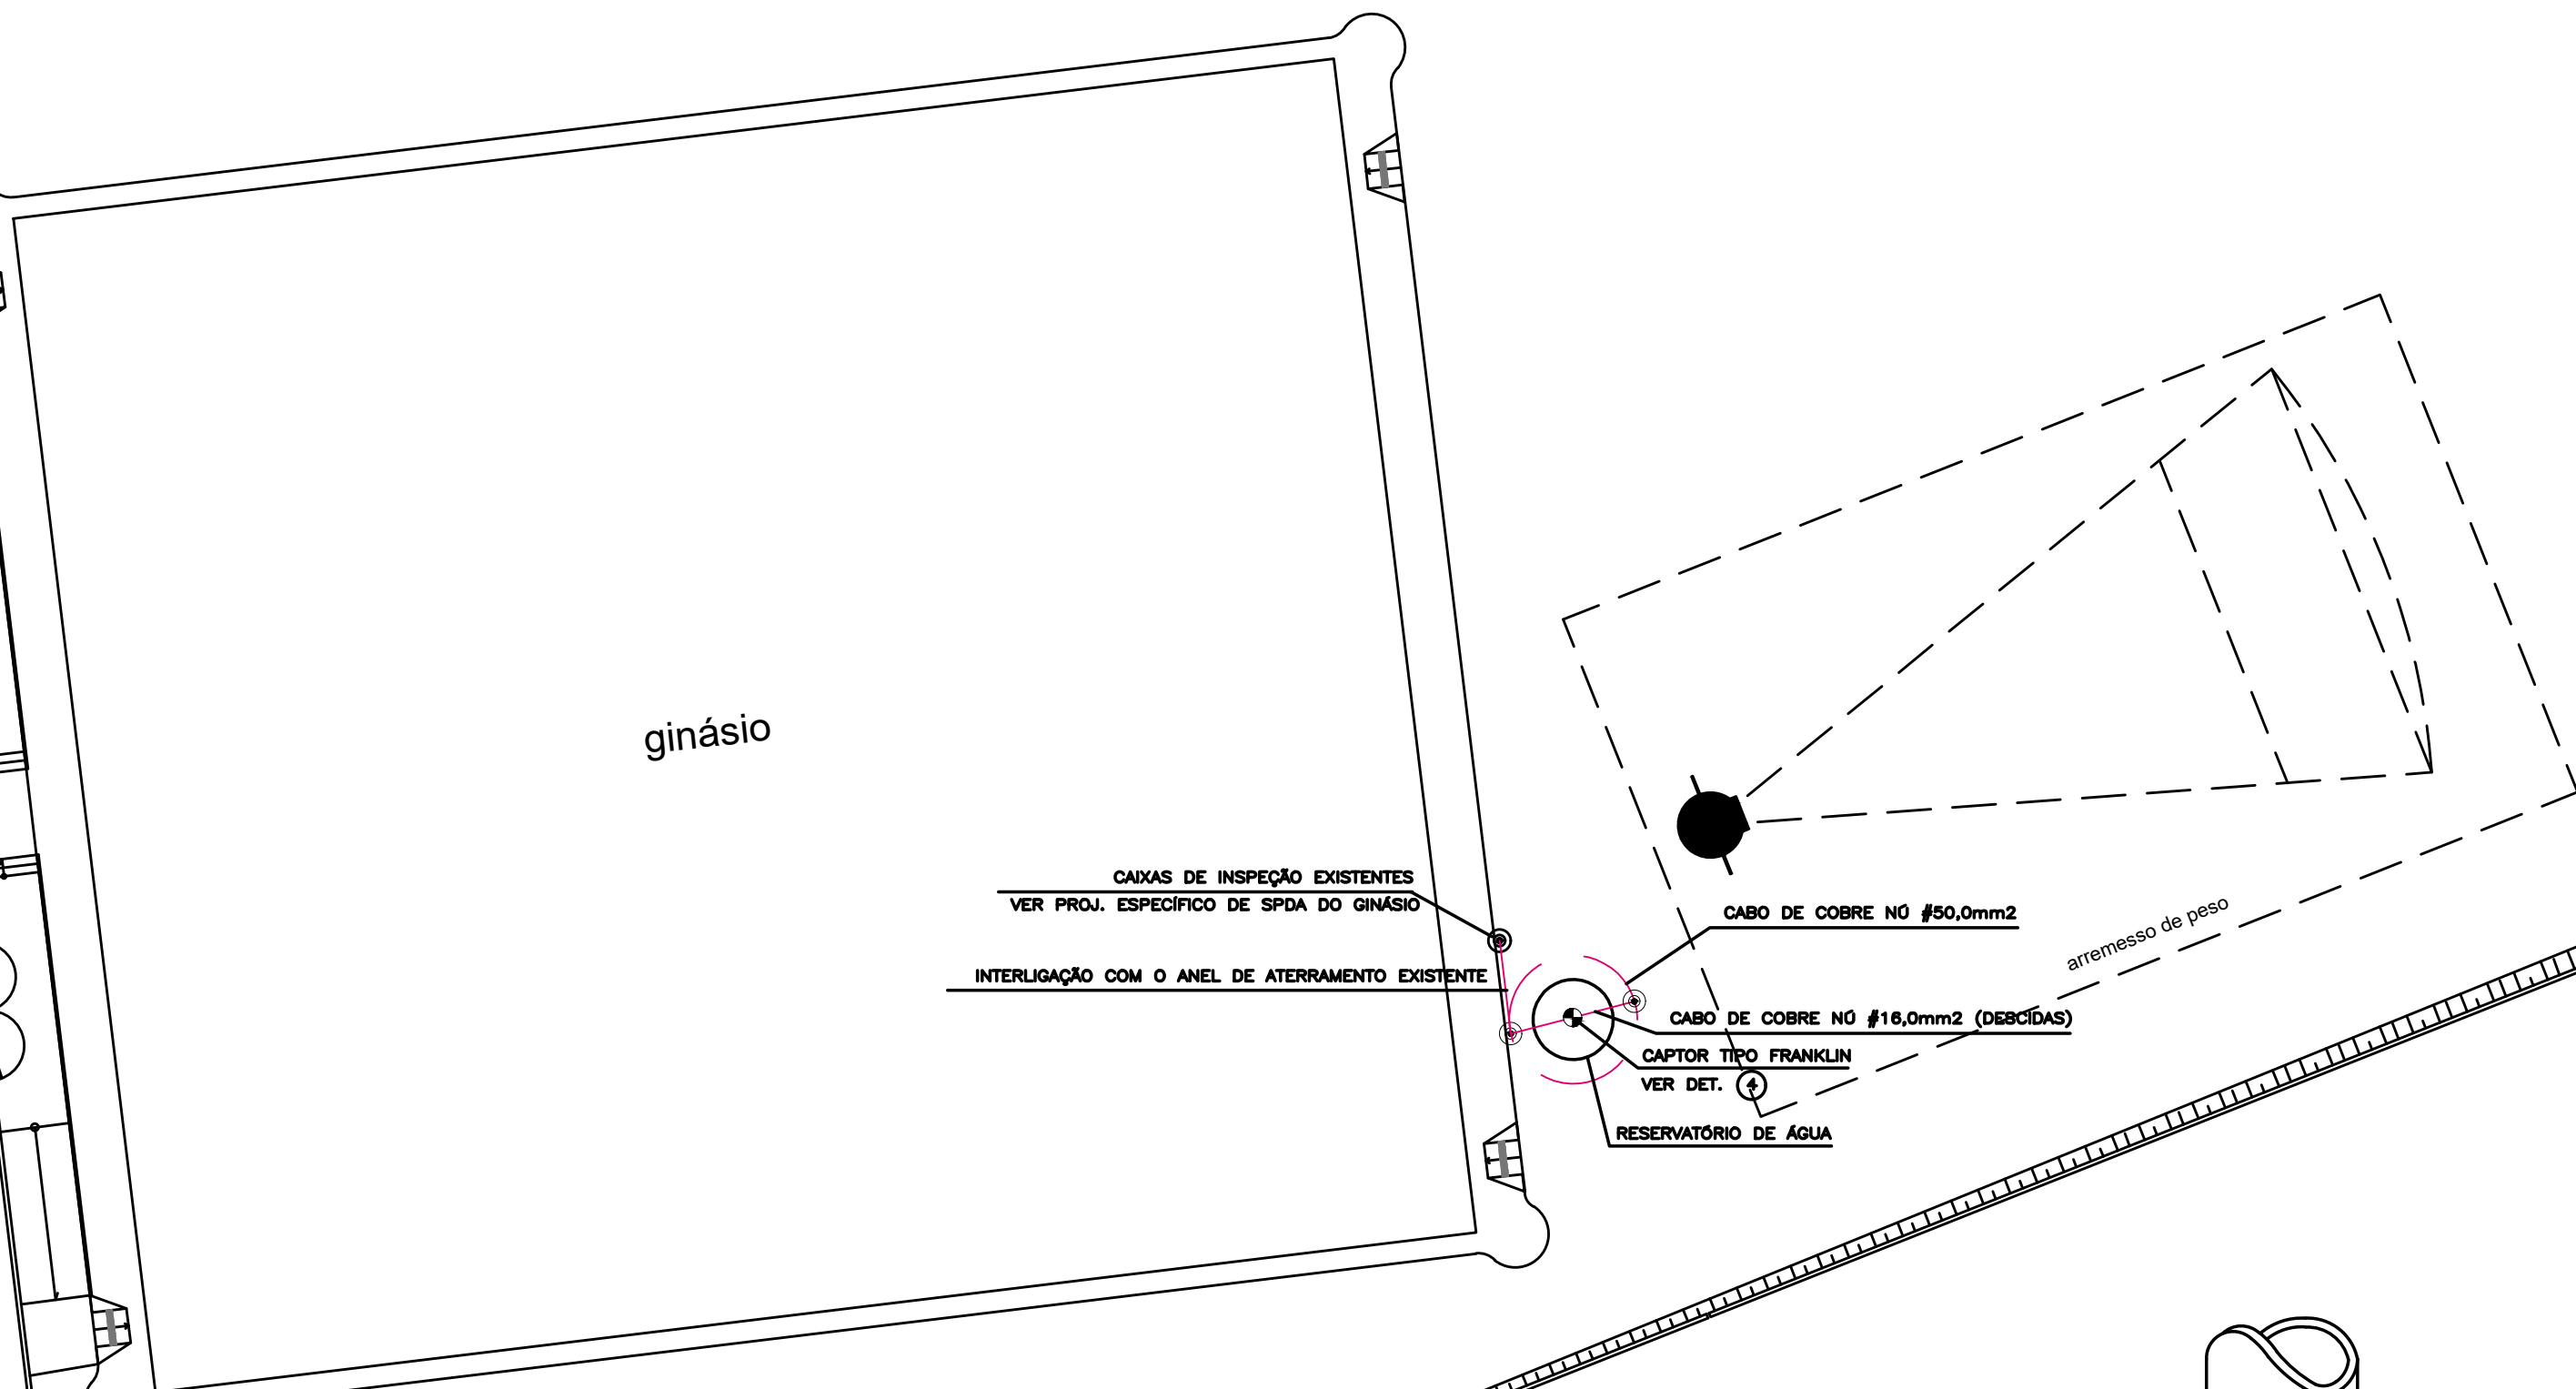 ginásio
CAIXAS DE INSPEÇÃO EXISTENTES
VER PROJ. ESPECÍFICO DE SPDA DO GINÁSIO
INTERLIGAÇÃO COM O ANEL DE ATERRAMENTO EXISTENTE
CABO DE COBRE NÚ #50,0mm2
arremesso de peso
CABO DE COBRE NÚ #16,0mm2 (DESCIDAS)
CAPTOR TIPO FRANKLIN
VER DET. 4
RESERVATÓRIO DE ÁGUA